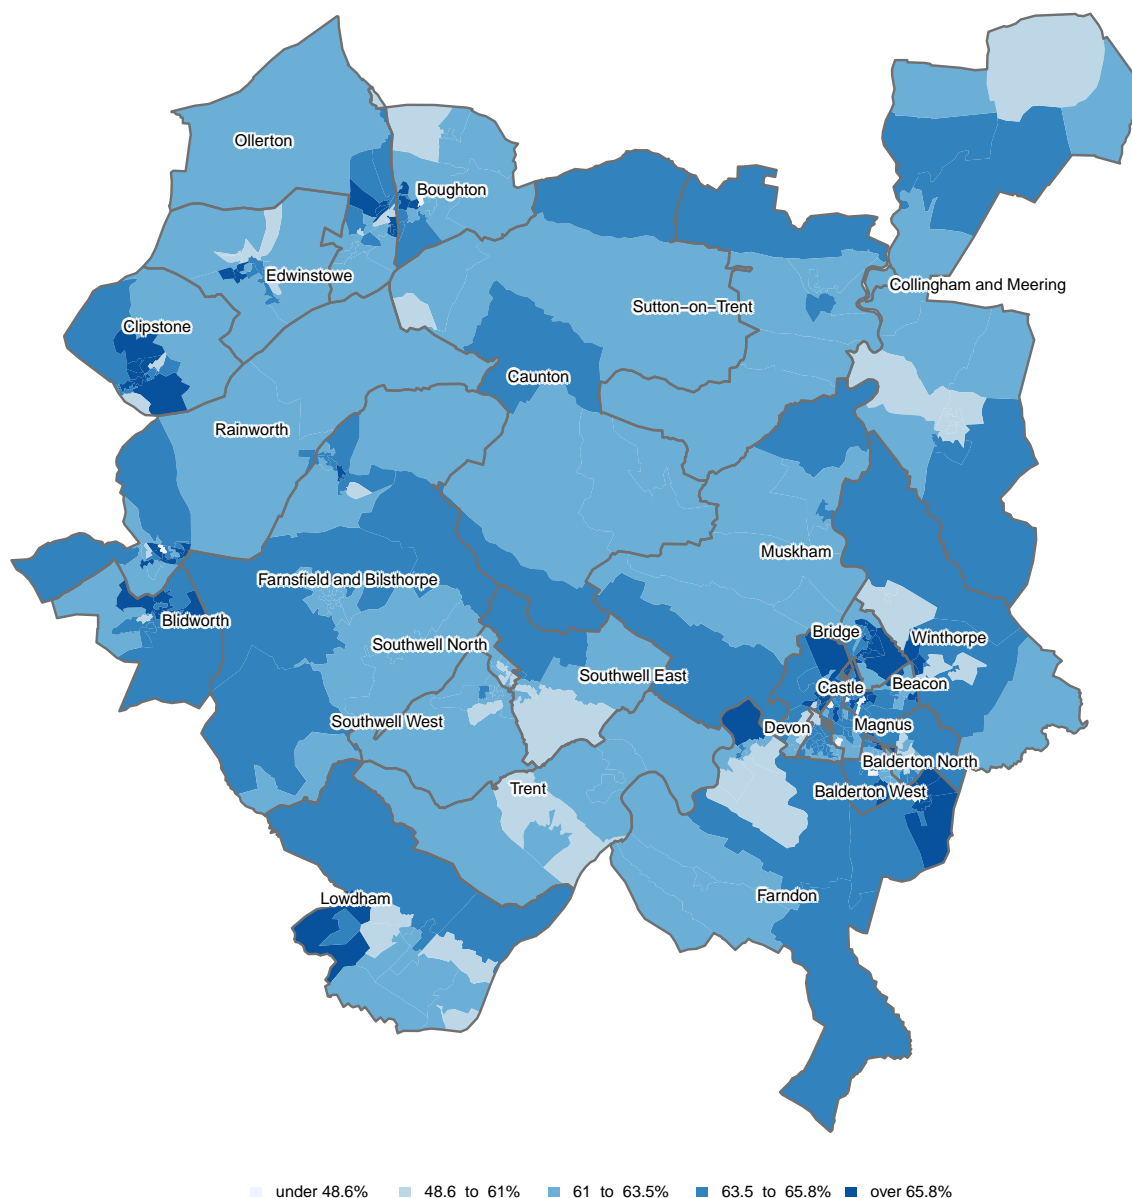 Ollerton
Boughton
Edwinstowe
Collingham and Meering
Sutton−on−Trent
Clipstone
Caunton
Rainworth
Muskham
Farnsfield and Bilsthorpe
Blidworth
Bridge
Winthorpe
Southwell North
Southwell East
Beacon
Castle
Southwell West
Devon
Magnus
Balderton North
Trent
Balderton West
Farndon
Lowdham
under 48.6% 48.6 to 61% 61 to 63.5% 63.5 to 65.8% over 65.8%